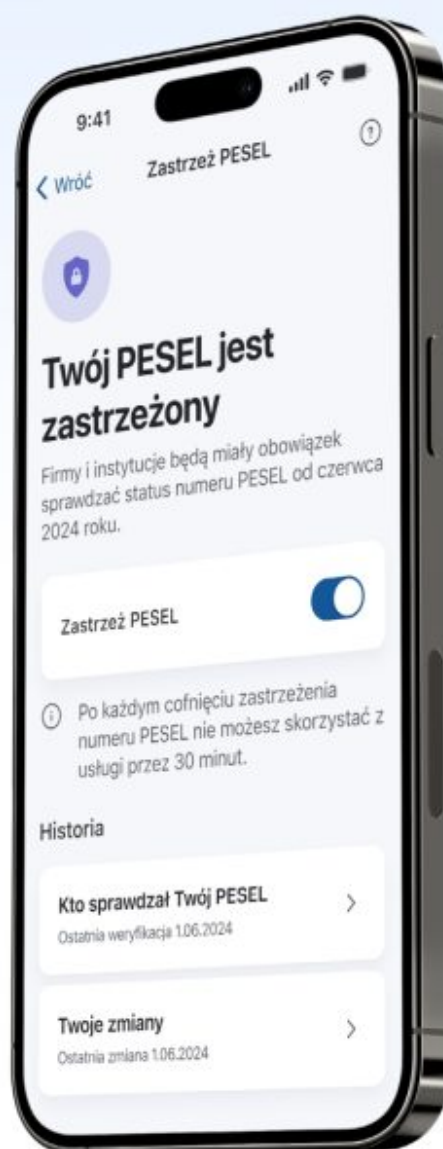 9:41
Wróć
Zastrzeż PESEL
?
Twój PESEL jest
zastrzeżony
Firmy i instytucje będą miały obowiązek
sprawdzać status numeru PESEL od czerwca
2024 roku.
Zastrzeż PESEL
Po każdym cofnięciu zastrzeżenia
numeru PESEL nie możesz skorzystać z
usługi przez 30 minut.
Historia
Kto sprawdzał Twój PESEL
Ostatnia weryfikacja 1.06.2024
Twoje zmiany
Ostatnia zmiana 1.06.2024